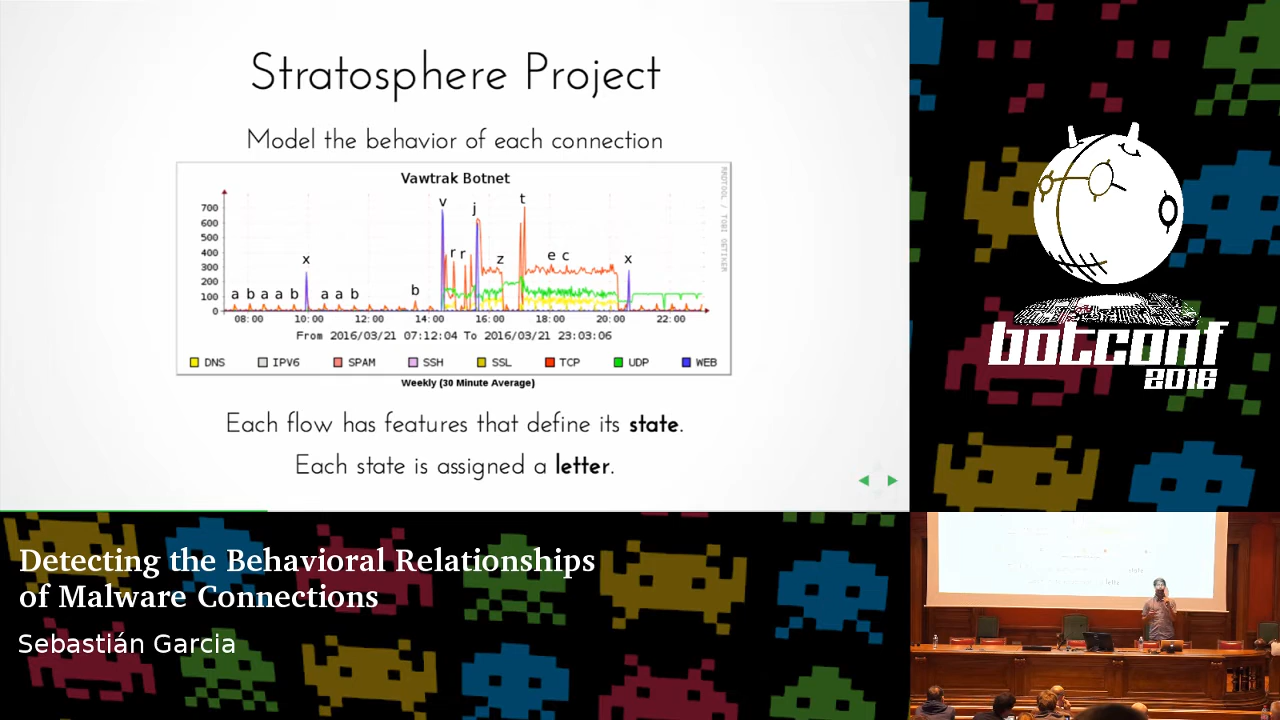 Stratosphere Project
Model the behavior of each connection
Vawtrak Botnet
RRDTOOL / TOBI OETIKER
700
600
500
400
300
200
100
0
a b a a b x a a b b v r r j z t e c x
08:00 10:00 12:00 14:00 16:00 18:00 20:00 22:00
From 2016/03/21 07:12:04 To 2016/03/21 23:03:06
DNS IPV6 SPAM SSH SSL TCP UDP WEB
Weekly (30 Minute Average)
Each flow has features that define its state.
Each state is assigned a letter.
botconf
2016
Detecting the Behavioral Relationships
of Malware Connections
Sebastián Garcia